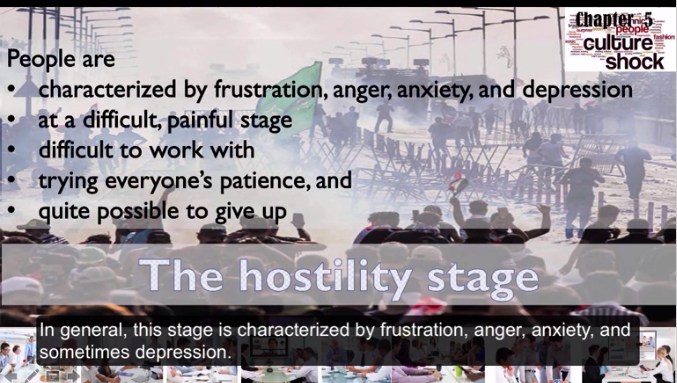 Chapter 5
people
fashion
culture
shock
People are
• characterized by frustration, anger, anxiety, and depression
• at a difficult, painful stage
• difficult to work with
• trying everyone's patience, and
• quite possible to give up
The hostility stage
In general, this stage is characterized by frustration, anger, anxiety, and
sometimes depression.